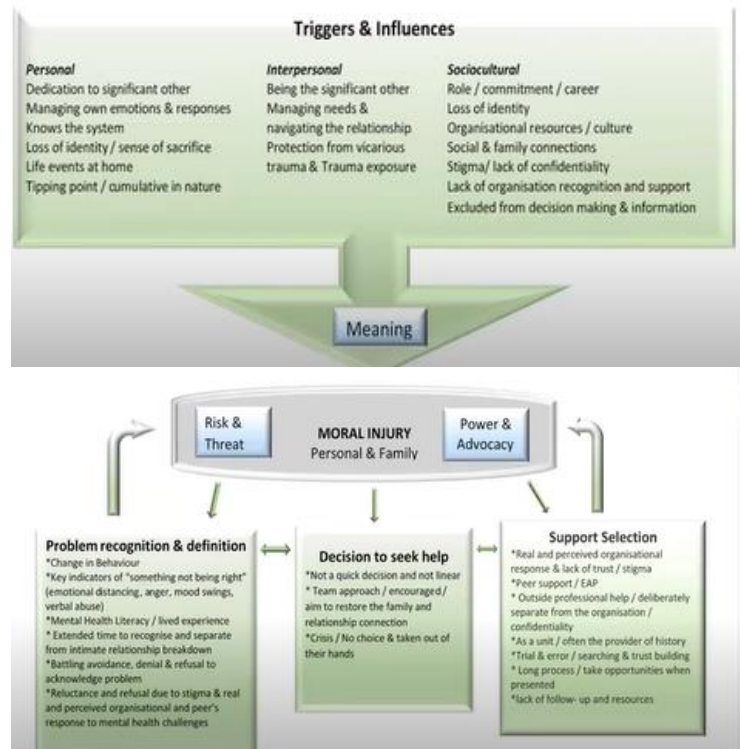 Triggers & Influences
Personal
Dedication to significant other
Managing own emotions & responses
Knows the system
Loss of identity / sense of sacrifice
Life events at home
Tipping point / cumulative in nature
Interpersonal
Being the significant other
Managing needs &
navigating the relationship
Protection from vicarious
trauma & Trauma exposure
Sociocultural
Role / commitment / career
Loss of identity
Organisational resources / culture
Social & family connections
Stigma/ lack of confidentiality
Lack of organisation recognition and support
Excluded from decision making & information
Meaning
Risk &
Threat
MORAL INJURY
Personal & Family
Power &
Advocacy
Problem recognition & definition
*Change in Behaviour
*Key indicators of "something not being right"
(emotional distancing, anger, mood swings,
verbal abuse)
*Mental Health Literacy / lived experience
* Extended time to recognise and separate
from intimate relationship breakdown
*Battling avoidance, denial & refusal to
acknowledge problem
*Reluctance and refusal due to stigma & real
and perceived organisational and peer's
response to mental health challenges
Decision to seek help
*Not a quick decision and not linear
* Team approach / encouraged /
aim to restore the family and
relationship connection
*Crisis / No choice & taken out of
their hands
Support Selection
*Real and perceived organisational
response & lack of trust / stigma
*Peer support / EAP
* Outside professional help / deliberately
separate from the organisation /
confidentiality
*As a unit / often the provider of history
*Trial & error / searching & trust building
* Long process / take opportunities when
presented
*lack of follow- up and resources